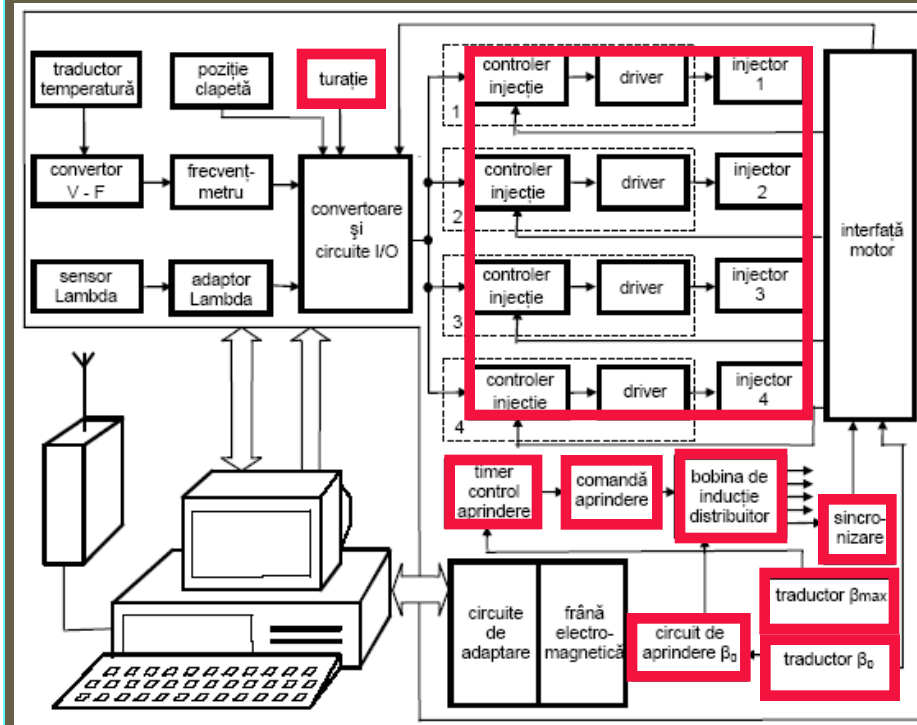 traductor
temperatură
poziție
clapetă
turație
convertor
V - F
frecvenț-
metru
convertoare
şi
circuite I/O
sensor
Lambda
adaptor
Lambda
controler
injecție
driver
injector
1
1
controler
injecție
driver
injector
2
2
controler
injecție
driver
injector
3
3
controler
injectie
driver
injector
4
4
interfață
motor
timer
control
aprindere
comandă
aprindere
bobina de
inducție
distribuitor
sincro-
nizare
traductor βmax
circuite
de
adaptare
frână
electro-
magnetică
circuit de
aprindere β₀
traductor β₀